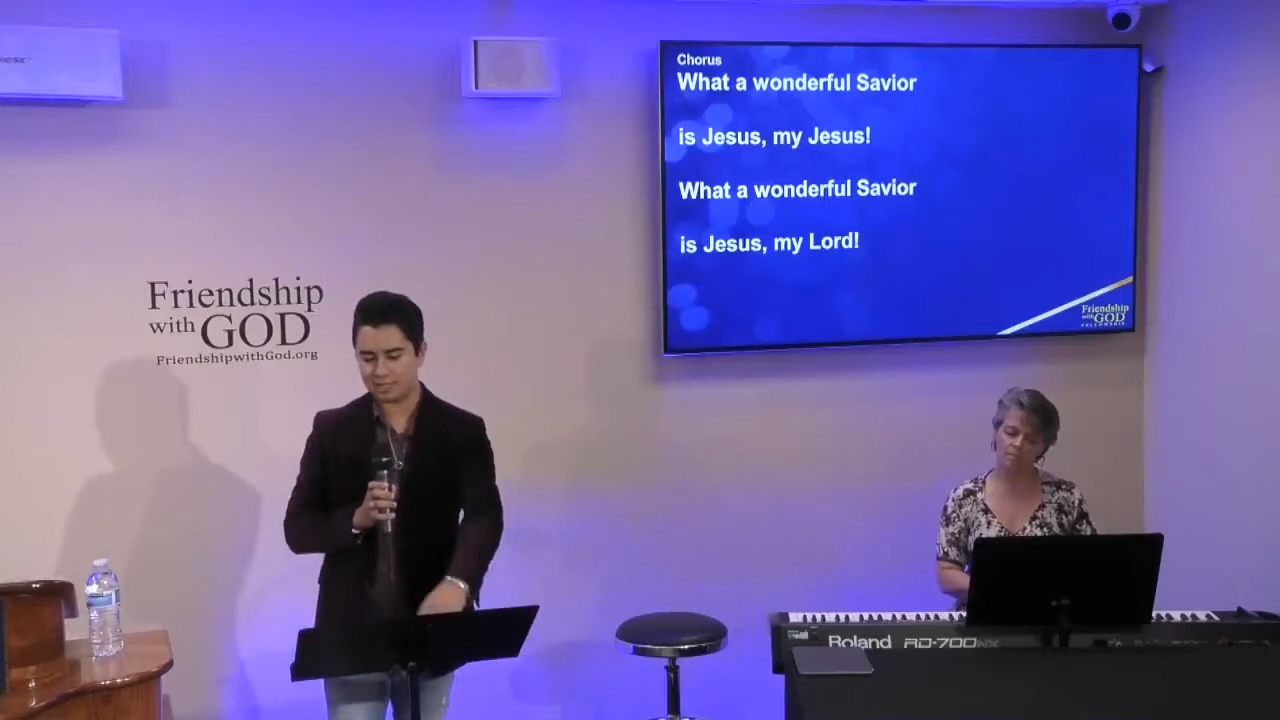 Chorus
What a wonderful Savior
is Jesus, my Jesus!
What a wonderful Savior
is Jesus, my Lord!
Friendship
with GOD
FELLOWSHIP
Friendship
with GOD
FriendshipwithGod.org
Roland RD-700NX